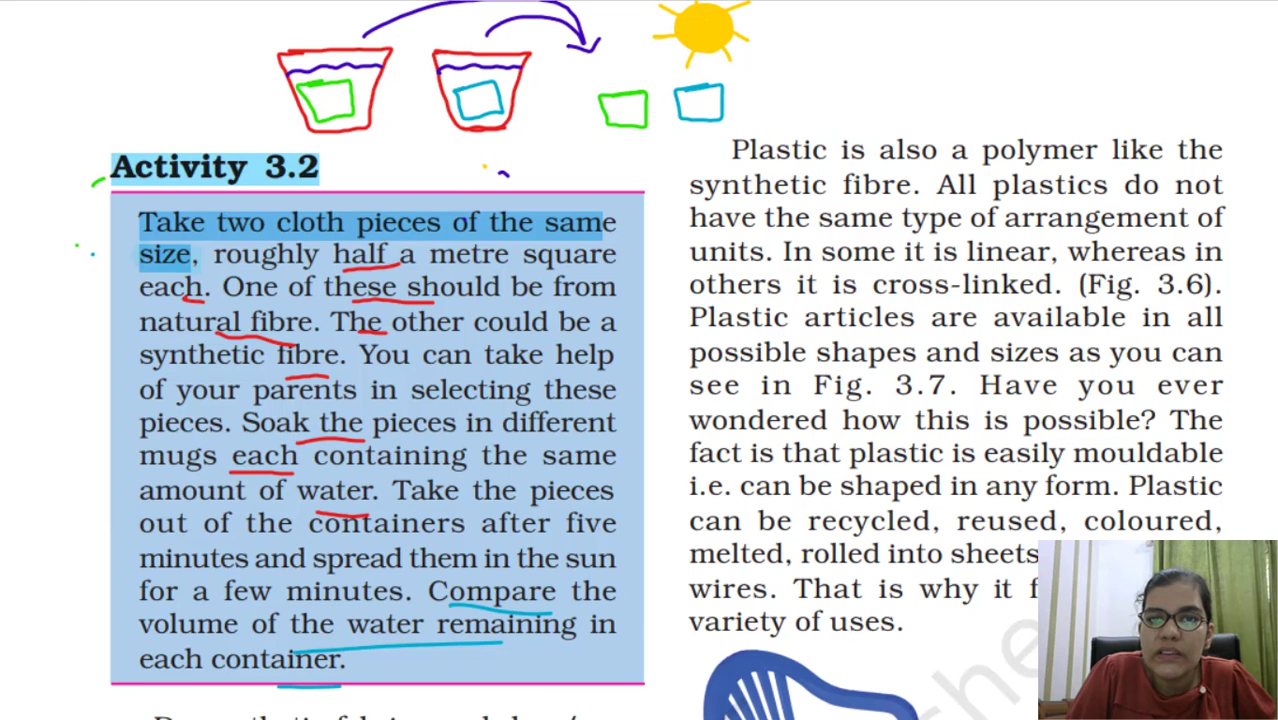 Activity 3.2
Take two cloth pieces of the same
size, roughly half a metre square
each. One of these should be from
natural fibre. The other could be a
synthetic fibre. You can take help
of your parents in selecting these
pieces. Soak the pieces in different
mugs each containing the same
amount of water. Take the pieces
out of the containers after five
minutes and spread them in the sun
for a few minutes. Compare the
volume of the water remaining in
each container.
Plastic is also a polymer like the
synthetic fibre. All plastics do not
have the same type of arrangement of
units. In some it is linear, whereas in
others it is cross-linked. (Fig. 3.6).
Plastic articles are available in all
possible shapes and sizes as you can
see in Fig. 3.7. Have you ever
wondered how this is possible? The
fact is that plastic is easily mouldable
i.e. can be shaped in any form. Plastic
can be recycled, reused, coloured,
melted, rolled into sheets
wires. That is why it
variety of uses.